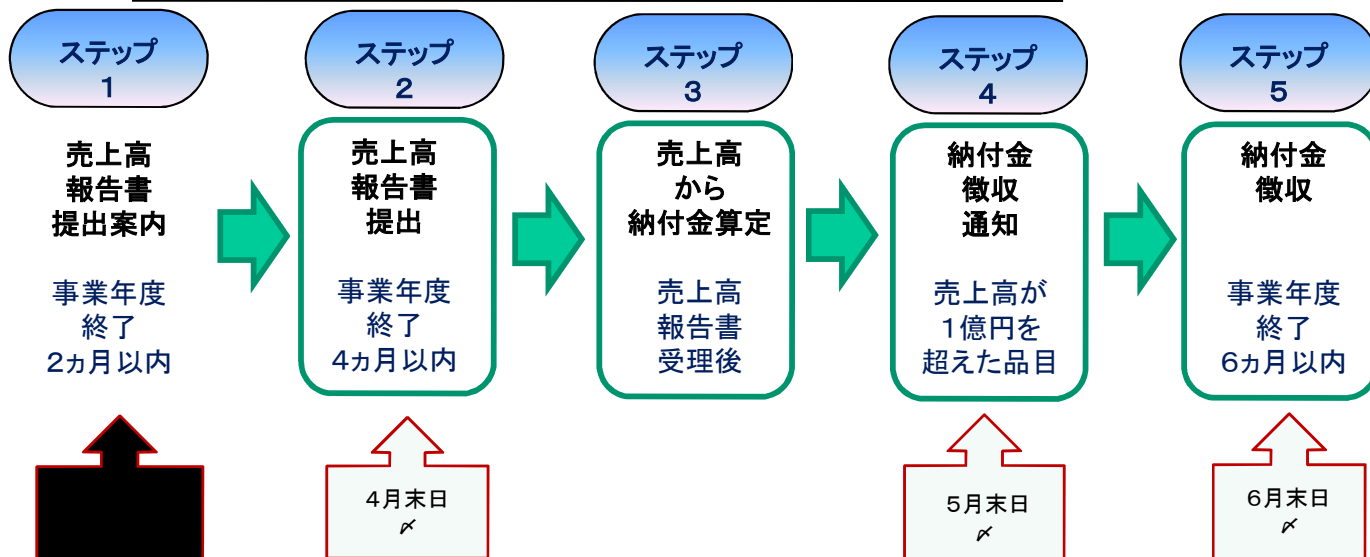 ステップ
1
ステップ
2
ステップ
3
ステップ
4
ステップ
5
売上高
報告書
提出案内
事業年度
終了
2ヵ月以内
売上高
報告書
提出
事業年度
終了
4ヵ月以内
売上高
から
納付金算定
売上高
報告書
受理後
納付金
徴収
通知
売上高が
1億円を
超えた品目
納付金
徴収
事業年度
終了
6ヵ月以内
4月末日
〆
5月末日
〆
6月末日
〆